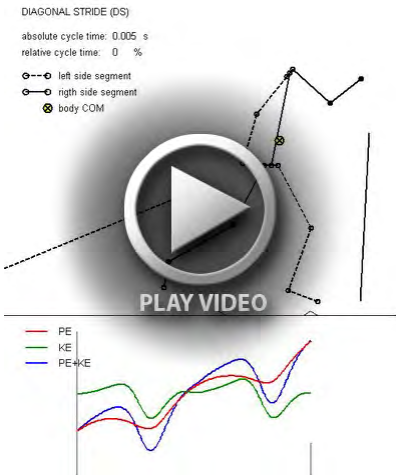 DIAGONAL STRIDE (DS)
absolute cycle time: 0.005 s
relative cycle time: 0 %
left side segment
rigth side segment
body COM
PLAY VIDEO
PE
KE
PE+KE